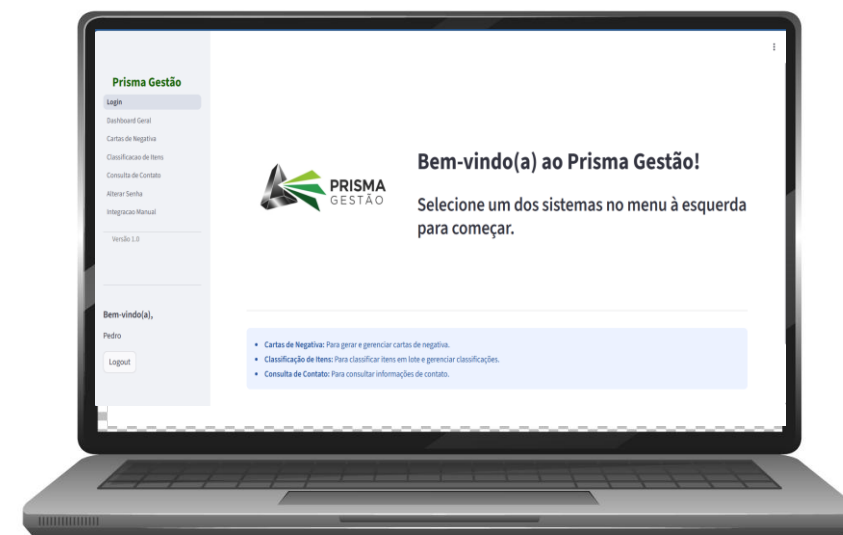 Prisma Gestão
Login
Dashboard Geral
Cartas de Negativa
Classificacao de Itens
Consulta de Contato
Alterar Senha
Integracao Manual
Versão 1.0
Bem-vindo(a),
Pedro
Logout
PRISMA
GESTÃO
Bem-vindo(a) ao Prisma Gestão!
Selecione um dos sistemas no menu à esquerda
para começar.
Cartas de Negativa: Para gerar e gerenciar cartas de negativa.
Classificação de Itens: Para classificar itens em lote e gerenciar classificações.
Consulta de Contato: Para consultar informações de contato.